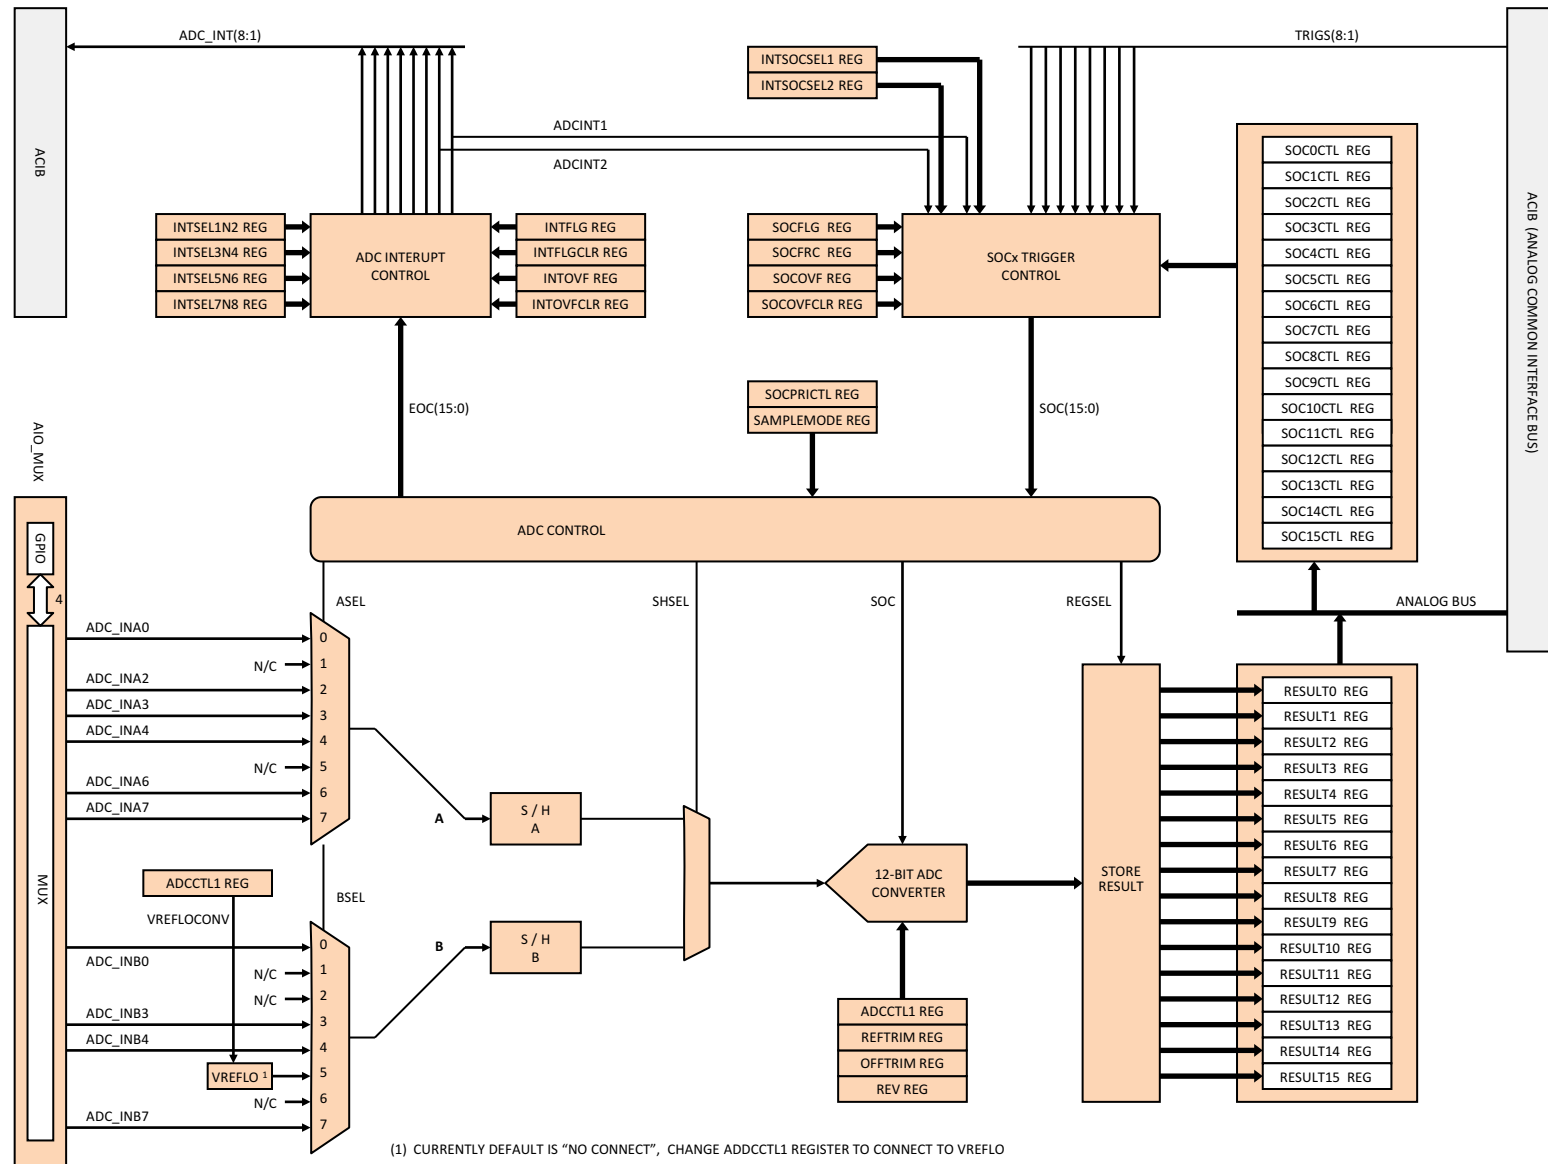 ADC_INT(8:1)
TRIGS(8:1)
INTSOCSEL1 REG
INTSOCSEL2 REG
ADCINT1
ADCINT2
ACIB
ACIB (ANALOG COMMON INTERFACE BUS)
SOC0CTL REG
SOC1CTL REG
SOC2CTL REG
SOC3CTL REG
SOC4CTL REG
SOC5CTL REG
SOC6CTL REG
SOC7CTL REG
SOC8CTL REG
SOC9CTL REG
SOC10CTL REG
SOC11CTL REG
SOC12CTL REG
SOC13CTL REG
SOC14CTL REG
SOC15CTL REG
INTSEL1N2 REG
INTSEL3N4 REG
INTSEL5N6 REG
INTSEL7N8 REG
ADC INTERUPT
CONTROL
INTFLG REG
INTFLGCLR REG
INTOVF REG
INTOVFCLR REG
SOCFLG REG
SOCFRC REG
SOCOVF REG
SOCOVFCLR REG
SOCx TRIGGER
CONTROL
EOC(15:0)
SOCPRICTL REG
SAMPLEMODE REG
SOC(15:0)
AIO_MUX
GPIO
4
MUX
ADC CONTROL
ASEL
SHSEL
SOC
REGSEL
ANALOG BUS
ADC_INA0
N/C
ADC_INA2
ADC_INA3
ADC_INA4
N/C
ADC_INA6
ADC_INA7
0
1
2
3
4
5
6
7
A
S / H
A
ADCCTL1 REG
VREFLOCONV
BSEL
ADC_INB0
N/C
N/C
ADC_INB3
ADC_INB4
VREFLO 1
N/C
ADC_INB7
0
1
2
3
4
5
6
7
B
S / H
B
12-BIT ADC
CONVERTER
ADCCTL1 REG
REFTRIM REG
OFFTRIM REG
REV REG
STORE
RESULT
RESULT0 REG
RESULT1 REG
RESULT2 REG
RESULT3 REG
RESULT4 REG
RESULT5 REG
RESULT6 REG
RESULT7 REG
RESULT8 REG
RESULT9 REG
RESULT10 REG
RESULT11 REG
RESULT12 REG
RESULT13 REG
RESULT14 REG
RESULT15 REG
(1) CURRENTLY DEFAULT IS “NO CONNECT”, CHANGE ADDCCTL1 REGISTER TO CONNECT TO VREFLO